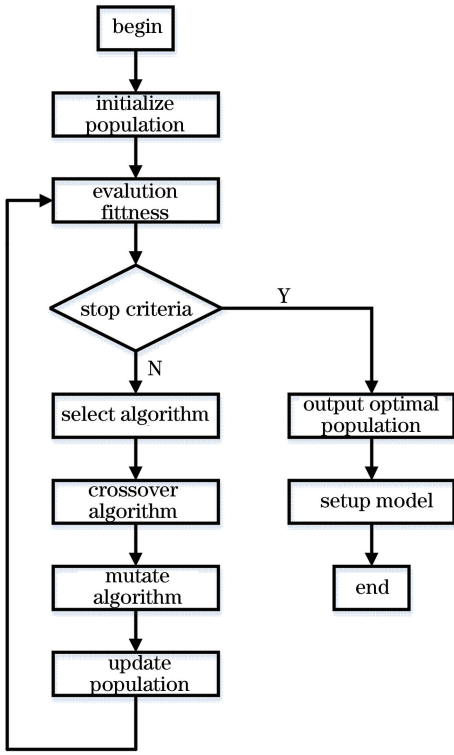 begin
initialize
population
evalution
fittness
stop criteria
Y
N
select algorithm
output optimal
population
crossover
algorithm
setup model
mutate
algorithm
end
update
population